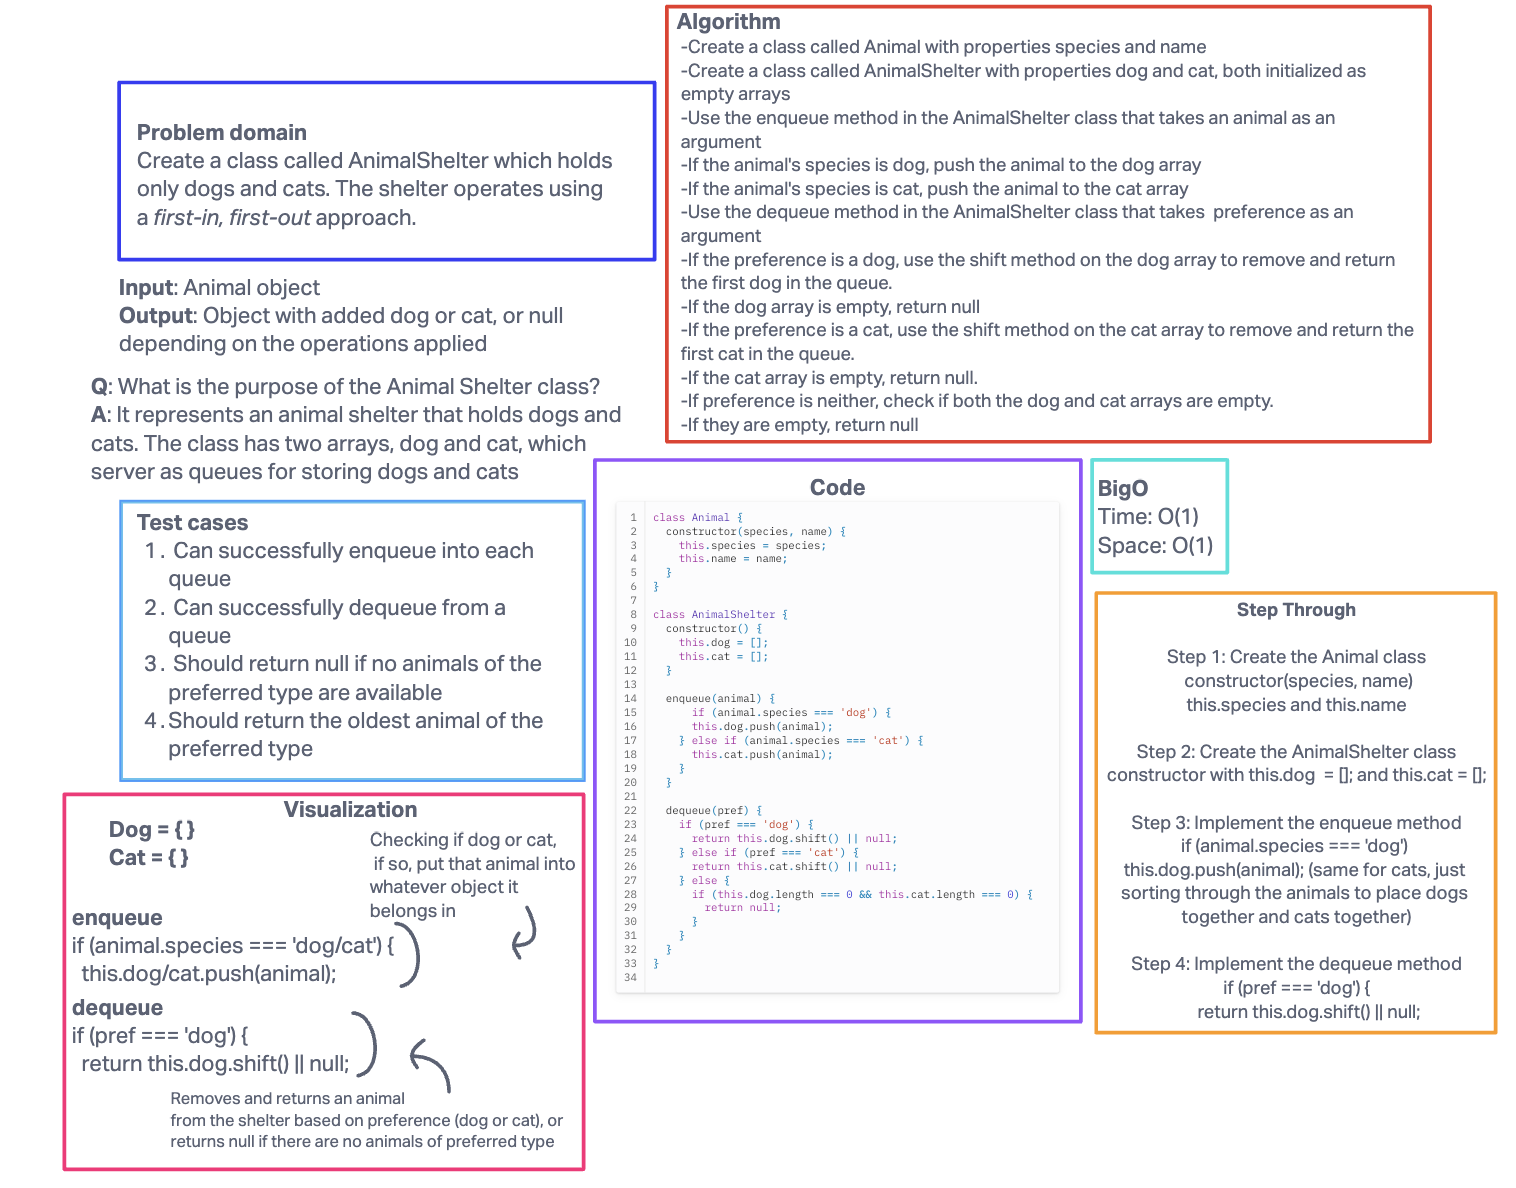 Problem domain
Create a class called AnimalShelter which holds
only dogs and cats. The shelter operates using
a first-in, first-out approach.
Input: Animal object
Output: Object with added dog or cat, or null
depending on the operations applied
Q: What is the purpose of the Animal Shelter class?
A: It represents an animal shelter that holds dogs and
cats. The class has two arrays, dog and cat, which
server as queues for storing dogs and cats
Algorithm
-Create a class called Animal with properties species and name
-Create a class called AnimalShelter with properties dog and cat, both initialized as
empty arrays
-Use the enqueue method in the AnimalShelter class that takes an animal as an
argument
-If the animal's species is dog, push the animal to the dog array
-If the animal's species is cat, push the animal to the cat array
-Use the dequeue method in the AnimalShelter class that takes  preference as an
argument
-If the preference is a dog, use the shift method on the dog array to remove and return
the first dog in the queue.
-If the dog array is empty, return null
-If the preference is a cat, use the shift method on the cat array to remove and return the
first cat in the queue.
-If the cat array is empty, return null.
-If preference is neither, check if both the dog and cat arrays are empty.
-If they are empty, return null
Test cases
1. Can successfully enqueue into each
queue
2. Can successfully dequeue from a
queue
3. Should return null if no animals of the
preferred type are available
4. Should return the oldest animal of the
preferred type
Code
1 class Animal {
2   constructor(species, name) {
3     this.species = species;
4     this.name = name;
5   }
6 }
7
8 class AnimalShelter {
9   constructor() {
10     this.dog = [];
11     this.cat = [];
12   }
13
14   enqueue(animal) {
15       if (animal.species === 'dog') {
16       this.dog.push(animal);
17     } else if (animal.species === 'cat') {
18       this.cat.push(animal);
19     }
20   }
21
22   dequeue(pref) {
23     if (pref === 'dog') {
24       return this.dog.shift() || null;
25     } else if (pref === 'cat') {
26       return this.cat.shift() || null;
27     } else {
28       if (this.dog.length === 0 && this.cat.length === 0) {
29         return null;
30       }
31     }
32   }
33 }
34
BigO
Time: O(1)
Space: O(1)
Step Through
Step 1: Create the Animal class
constructor(species, name)
this.species and this.name
Step 2: Create the AnimalShelter class
constructor with this.dog  = []; and this.cat = [];
Step 3: Implement the enqueue method
if (animal.species === 'dog')
this.dog.push(animal); (same for cats, just
sorting through the animals to place dogs
together and cats together)
Step 4: Implement the dequeue method
if (pref === 'dog') {
return this.dog.shift() || null;
Visualization
Dog = { }
Cat = { }
Checking if dog or cat,
if so, put that animal into
whatever object it
belongs in
enqueue
if (animal.species === 'dog/cat') {
this.dog/cat.push(animal);
dequeue
if (pref === 'dog') {
return this.dog.shift() || null;
Removes and returns an animal
from the shelter based on preference (dog or cat), or
returns null if there are no animals of preferred type